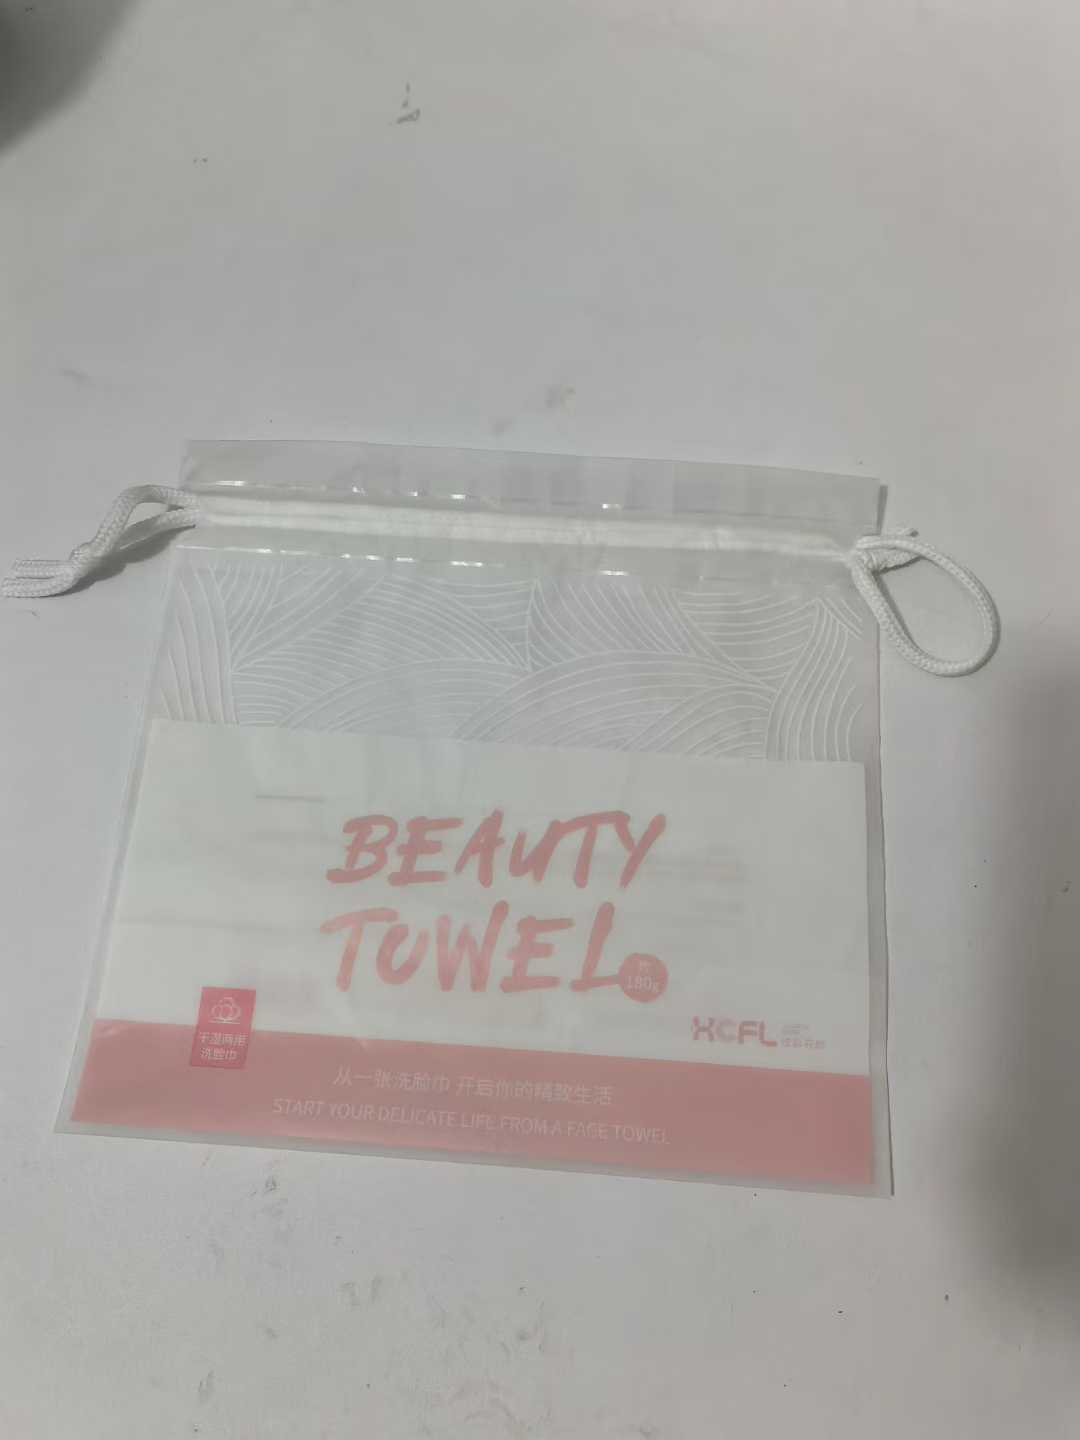 BEAUTY
TOWEL
180g
XCFL
干湿两用
洗脸巾
从一张洗脸巾 开启你的精致生活
START YOUR DELICATE LIFE FROM A FACE TOWEL